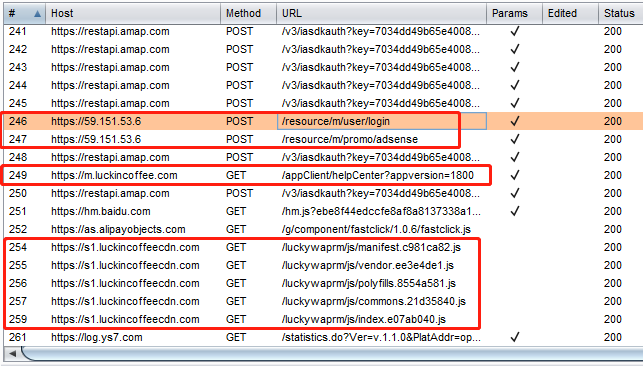 # Host Method URL Params Edited Status
241 https://restapi.amap.com POST /v3/iasdkauth?key=7034dd49b65e4008... ✓ 200
242 https://restapi.amap.com POST /v3/iasdkauth?key=7034dd49b65e4008... ✓ 200
243 https://restapi.amap.com POST /v3/iasdkauth?key=7034dd49b65e4008... ✓ 200
244 https://restapi.amap.com POST /v3/iasdkauth?key=7034dd49b65e4008... ✓ 200
245 https://restapi.amap.com POST /v3/iasdkauth?key=7034dd49b65e4008... ✓ 200
246 https://59.151.53.6 POST /resource/m/user/login ✓ 200
247 https://59.151.53.6 POST /resource/m/promo/adsense ✓ 200
248 https://restapi.amap.com POST /v3/iasdkauth?key=7034dd49b65e4008... ✓ 200
249 https://m.luckincoffee.com GET /appClient/helpCenter?appversion=1800 ✓ 200
250 https://restapi.amap.com POST /v3/iasdkauth?key=7034dd49b65e4008... ✓ 200
251 https://hm.baidu.com GET /hm.js?ebe8f44edccfe8af8a8137338a1... ✓ 200
252 https://as.alipayobjects.com GET /g/component/fastclick/1.0.6/fastclick.js 200
254 https://s1.luckincoffeecdn.com GET /luckywaprm/js/manifest.c981ca82.js 200
255 https://s1.luckincoffeecdn.com GET /luckywaprm/js/vendor.ee3e4de1.js 200
256 https://s1.luckincoffeecdn.com GET /luckywaprm/js/polyfills.8554a581.js 200
257 https://s1.luckincoffeecdn.com GET /luckywaprm/js/commons.21d35840.js 200
259 https://s1.luckincoffeecdn.com GET /luckywaprm/js/index.e07ab040.js 200
261 https://log.ys7.com GET /statistics.do?Ver=v.1.1.0&PlatAddr=op... ✓ 200